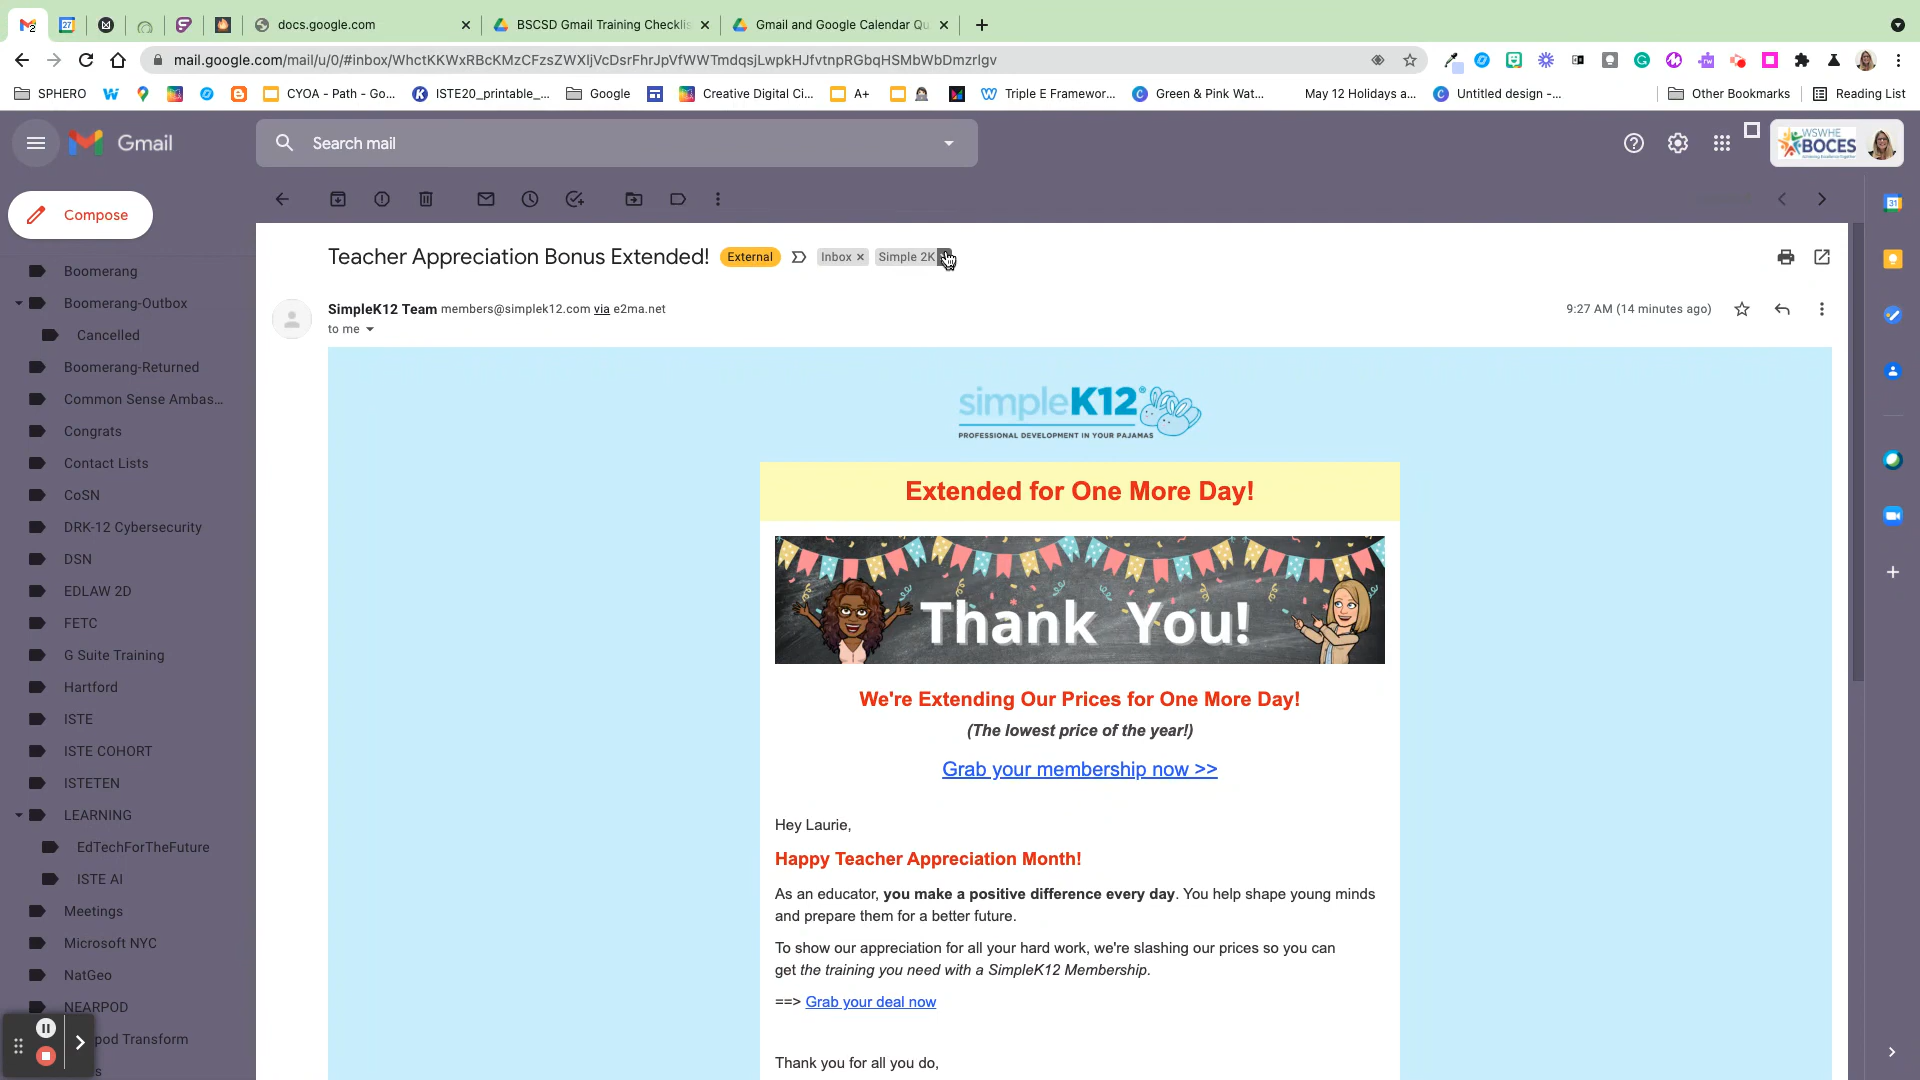 docs.google.com
BSCSD Gmail Training Checklis
Gmail and Google Calendar Qu
mail.google.com/mail/u/0/#inbox/WhctKKWxRBcKMzCFzsZWXljVcDsrFhrJpVfWWTmdqsjLwpkHJfvtnpRGbqHSMbWbDmzrlgv
SPHERO
CYOA - Path - Go...
ISTE20_printable_...
Google
Creative Digital Ci...
A+
Triple E Framewor...
Green & Pink Wat...
May 12 Holidays a...
Untitled design -...
Other Bookmarks
Reading List
Gmail
Search mail
WSWHE
BOCES
Compose
Boomerang
Boomerang-Outbox
Cancelled
Boomerang-Returned
Common Sense Ambas...
Congrats
Contact Lists
CoSN
DRK-12 Cybersecurity
DSN
EDLAW 2D
FETC
G Suite Training
Hartford
ISTE
ISTE COHORT
ISTETEN
LEARNING
EdTechForTheFuture
ISTE AI
Meetings
Microsoft NYC
NatGeo
NEARPOD
pod Transform
Teacher Appreciation Bonus Extended! External Inbox × Simple 2K
SimpleK12 Team members@simplek12.com via e2ma.net
9:27 AM (14 minutes ago)
to me
simpleK12®
PROFESSIONAL DEVELOPMENT IN YOUR PAJAMAS
Extended for One More Day!
Thank You!
We're Extending Our Prices for One More Day!
(The lowest price of the year!)
Grab your membership now >>
Hey Laurie,
Happy Teacher Appreciation Month!
As an educator, you make a positive difference every day. You help shape young minds
and prepare them for a better future.
To show our appreciation for all your hard work, we're slashing our prices so you can
get the training you need with a SimpleK12 Membership.
==> Grab your deal now
Thank you for all you do,